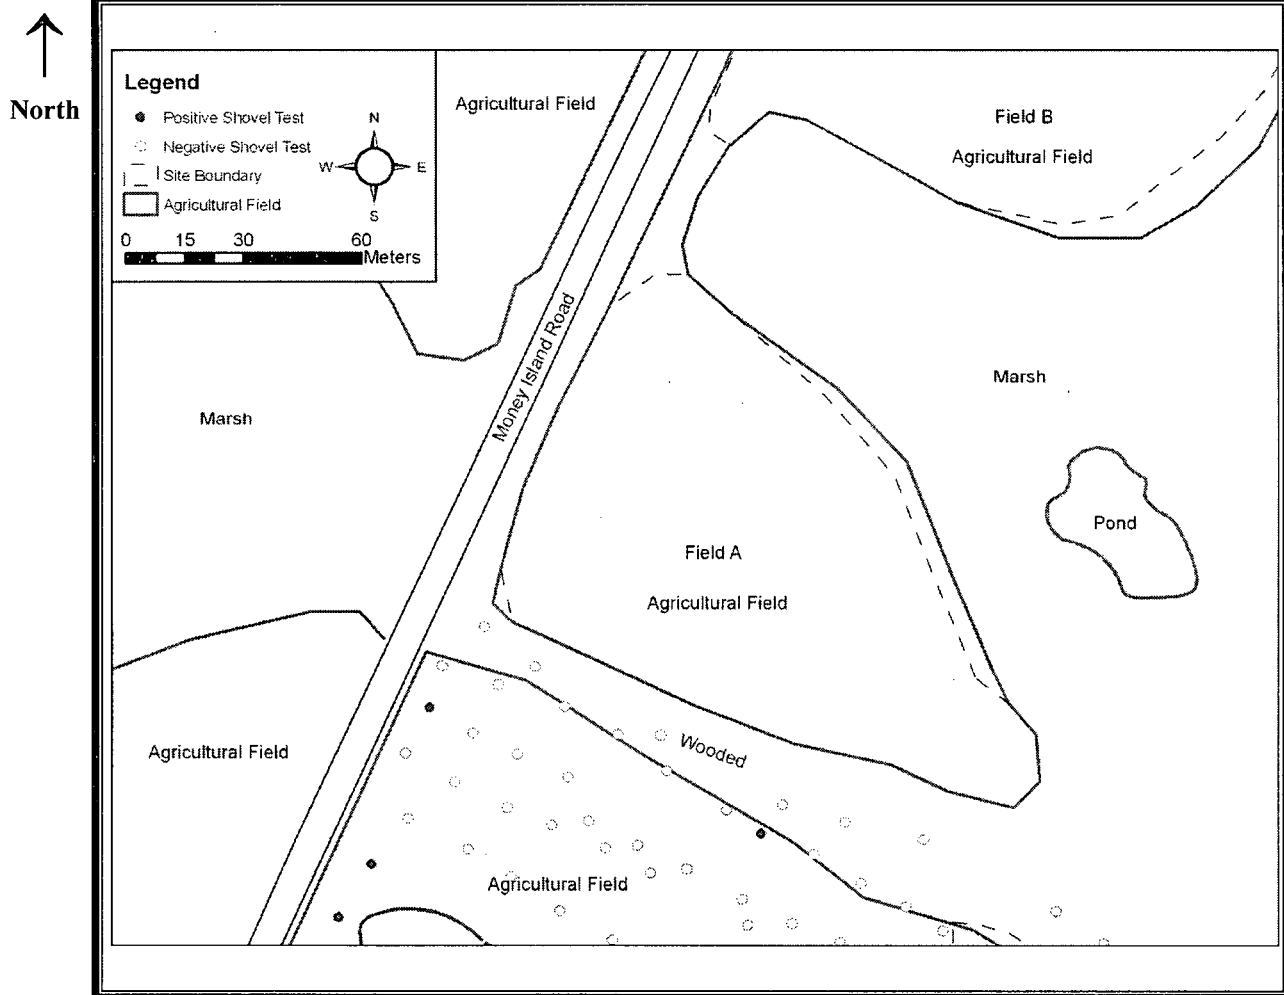 North
Legend
Positive Shovel Test
Negative Shovel Test
Site Boundary
Agricultural Field
N
W
E
S
0 15 30 60
Meters
Agricultural Field
Field B
Agricultural Field
Money Island Road
Marsh
Marsh
Pond
Field A
Agricultural Field
Wooded
Agricultural Field
Agricultural Field